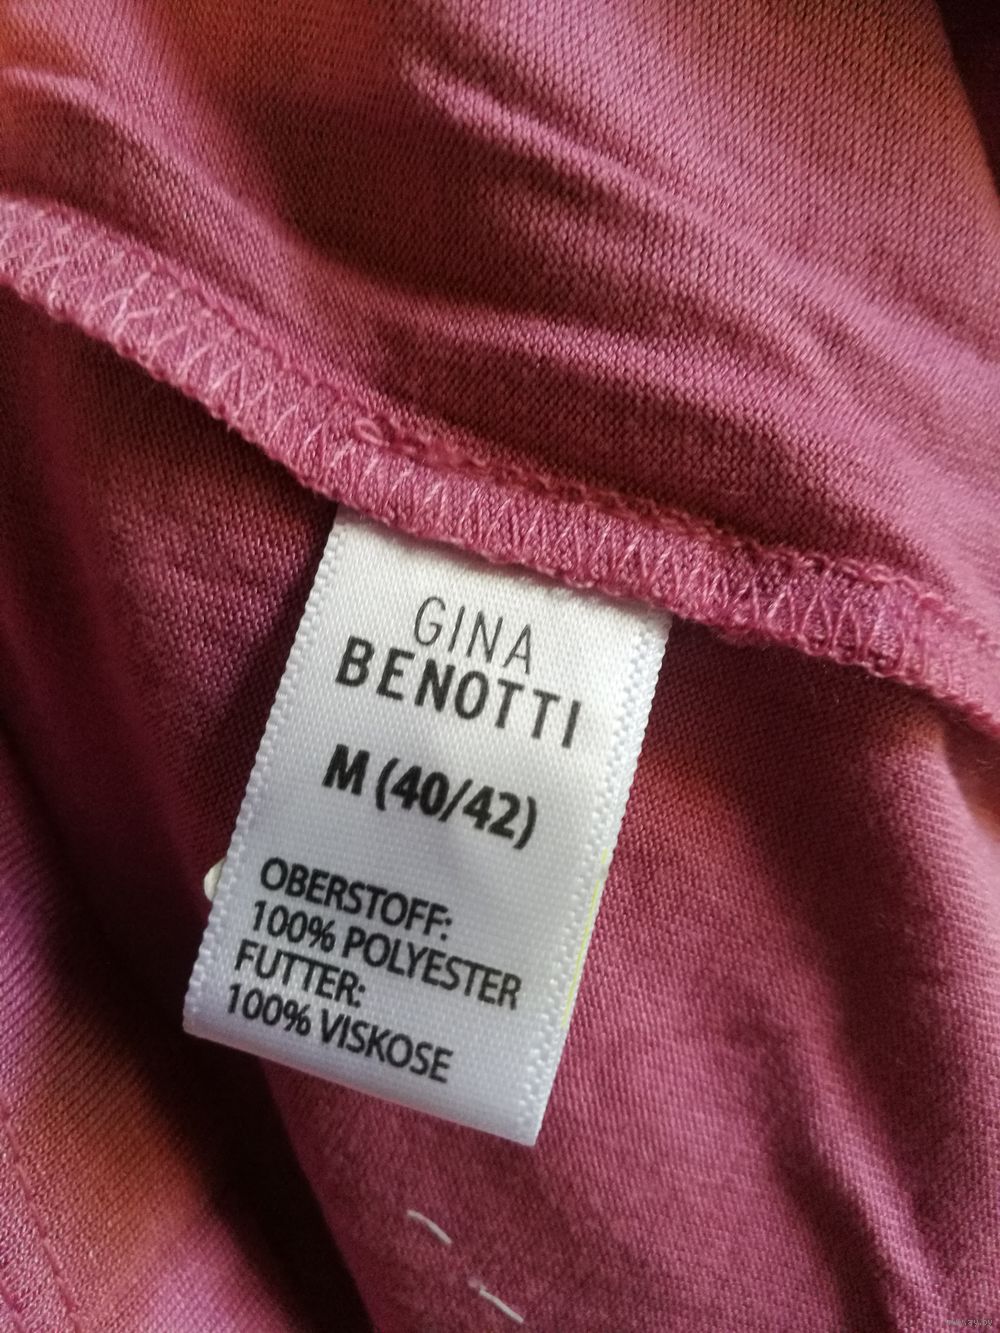 GINA
BENOTTI
M (40/42)
OBERSTOFF:
100% POLYESTER
FUTTER:
100% VISKOSE